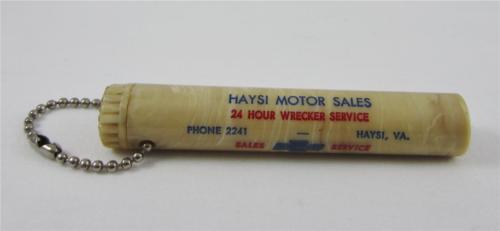 HAYSI MOTOR SALES
24 HOUR WRECKER SERVICE
PHONE 2241 — HAYSI, VA.
SALES SERVICE